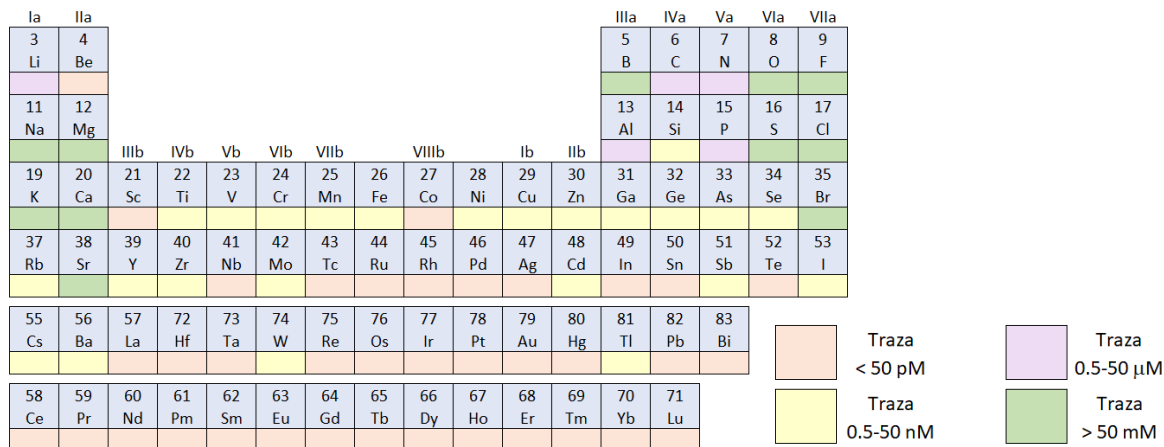 Ia IIa IIIa IVa Va VIa VIIa
3 4 5 6 7 8 9
Li Be B C N O F
11 12 13 14 15 16 17
Na Mg Al Si P S Cl
IIIb IVb Vb VIb VIIb VIIIb Ib IIb
19 20 21 22 23 24 25 26 27 28 29 30 31 32 33 34 35
K Ca Sc Ti V Cr Mn Fe Co Ni Cu Zn Ga Ge As Se Br
37 38 39 40 41 42 43 44 45 46 47 48 49 50 51 52 53
Rb Sr Y Zr Nb Mo Tc Ru Rh Pd Ag Cd In Sn Sb Te I
55 56 57 72 73 74 75 76 77 78 79 80 81 82 83
Cs Ba La Hf Ta W Re Os Ir Pt Au Hg Tl Pb Bi
58 59 60 61 62 63 64 65 66 67 68 69 70 71
Ce Pr Nd Pm Sm Eu Gd Tb Dy Ho Er Tm Yb Lu
Traza
< 50 pM
Traza
0.5-50 μM
Traza
0.5-50 nM
Traza
> 50 mM